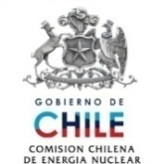 GOBIERNO DE
CHILE
COMISION CHILENA
DE ENERGIA NUCLEAR